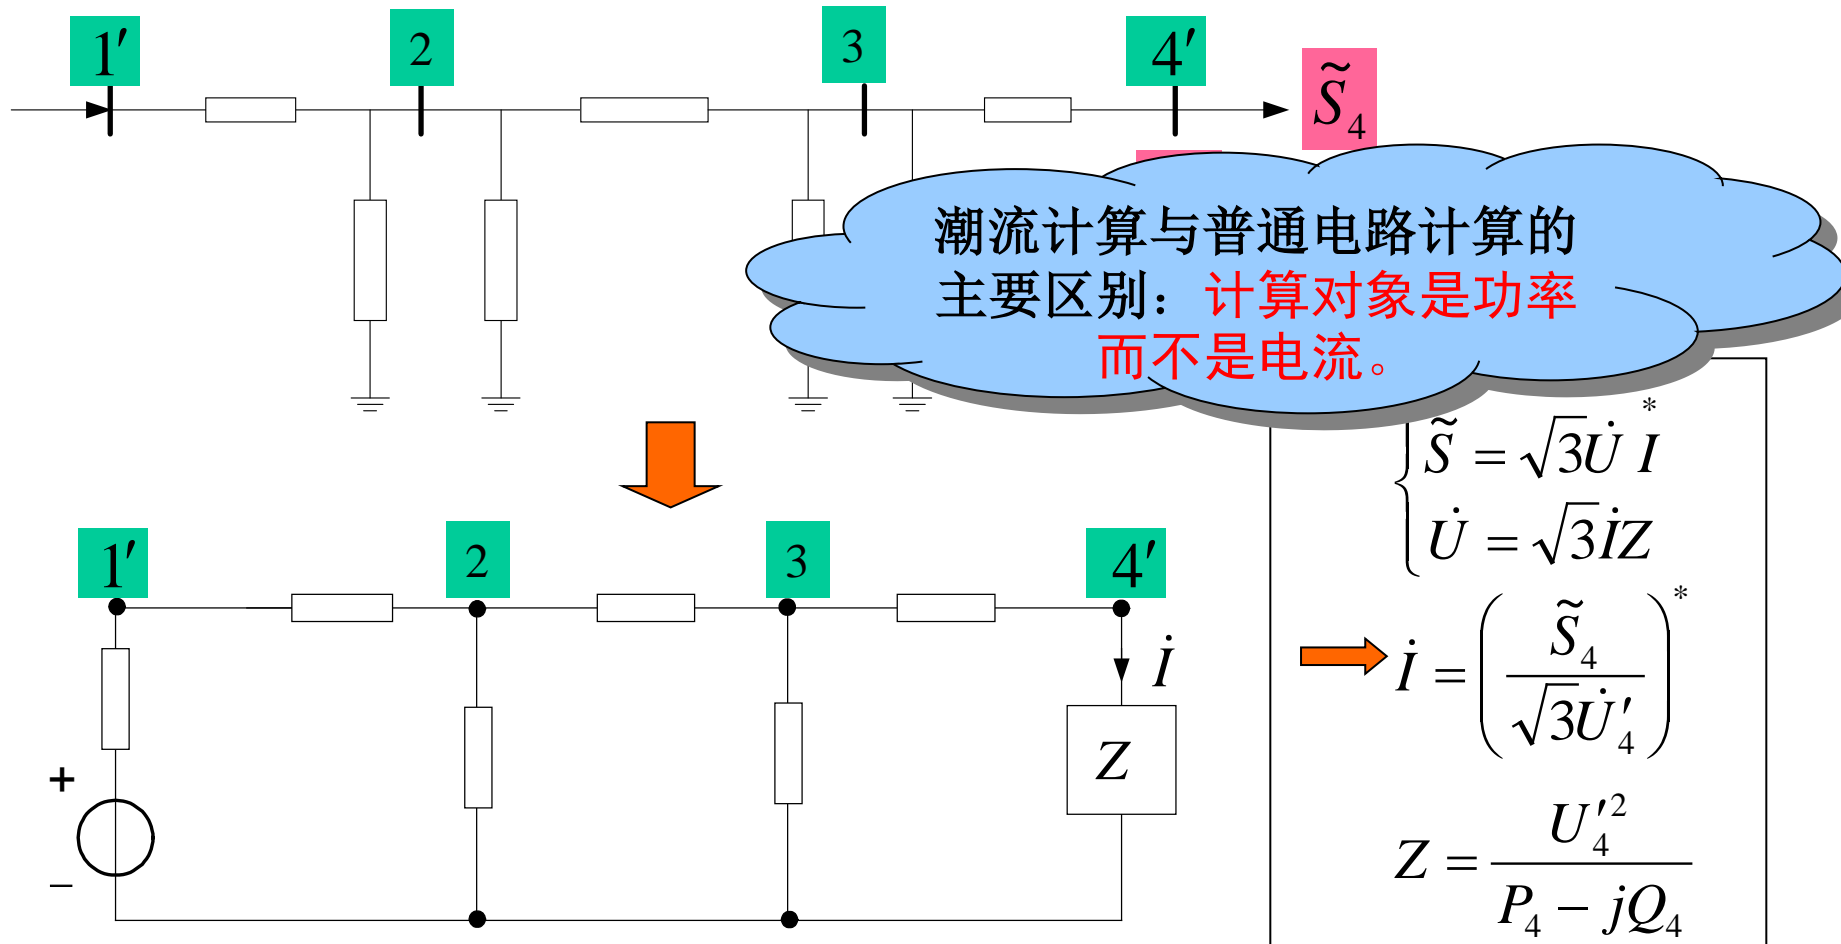 1′ 2 3 4′ S̃₄
潮流计算与普通电路计算的
主要区别：计算对象是功率
而不是电流。
S̃ = √3 U̇ I*
U̇ = √3 İ Z
1′ 2 3 4′
İ
İ = ( S̃₄ / √3 U̇′₄ )*
Z
+
−
Z = U′₄² / P₄ − jQ₄